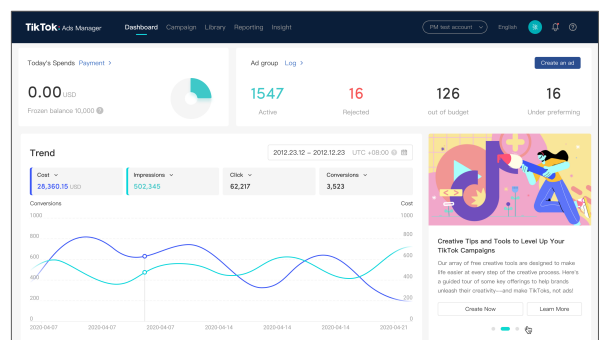 TikTok: Ads Manager Dashboard Campaign Library Reporting Insight PM test account English
Today's Spends Payment >
0.00 USD
Frozen balance 10,000
Ad group Log >
Create an ad
1547 16 126 16
Active Rejected out of budget Under preferming
Trend
2012.23,12 ~ 2012.12.23 UTC +08:00
Cost Impressions Click Conversions
28,360.15 USD 502,345 62,217 3,523
Conversions Cost
1000 1000
800 800
600 600
400 400
200 200
0 0
2020-04-07 2020-04-07 2020-04-07 2020-04-14 2020-04-14 2020-04-14 2020-04-21
Creative Tips and Tools to Level Up Your
TikTok Campaigns
Our array of free creative tools are designed to make
life easier at every step of the creative process. Here's
a guided tour of some key offerings to help brands
unleash their creativity—and make TikToks, not ads!
Create Now Learn More